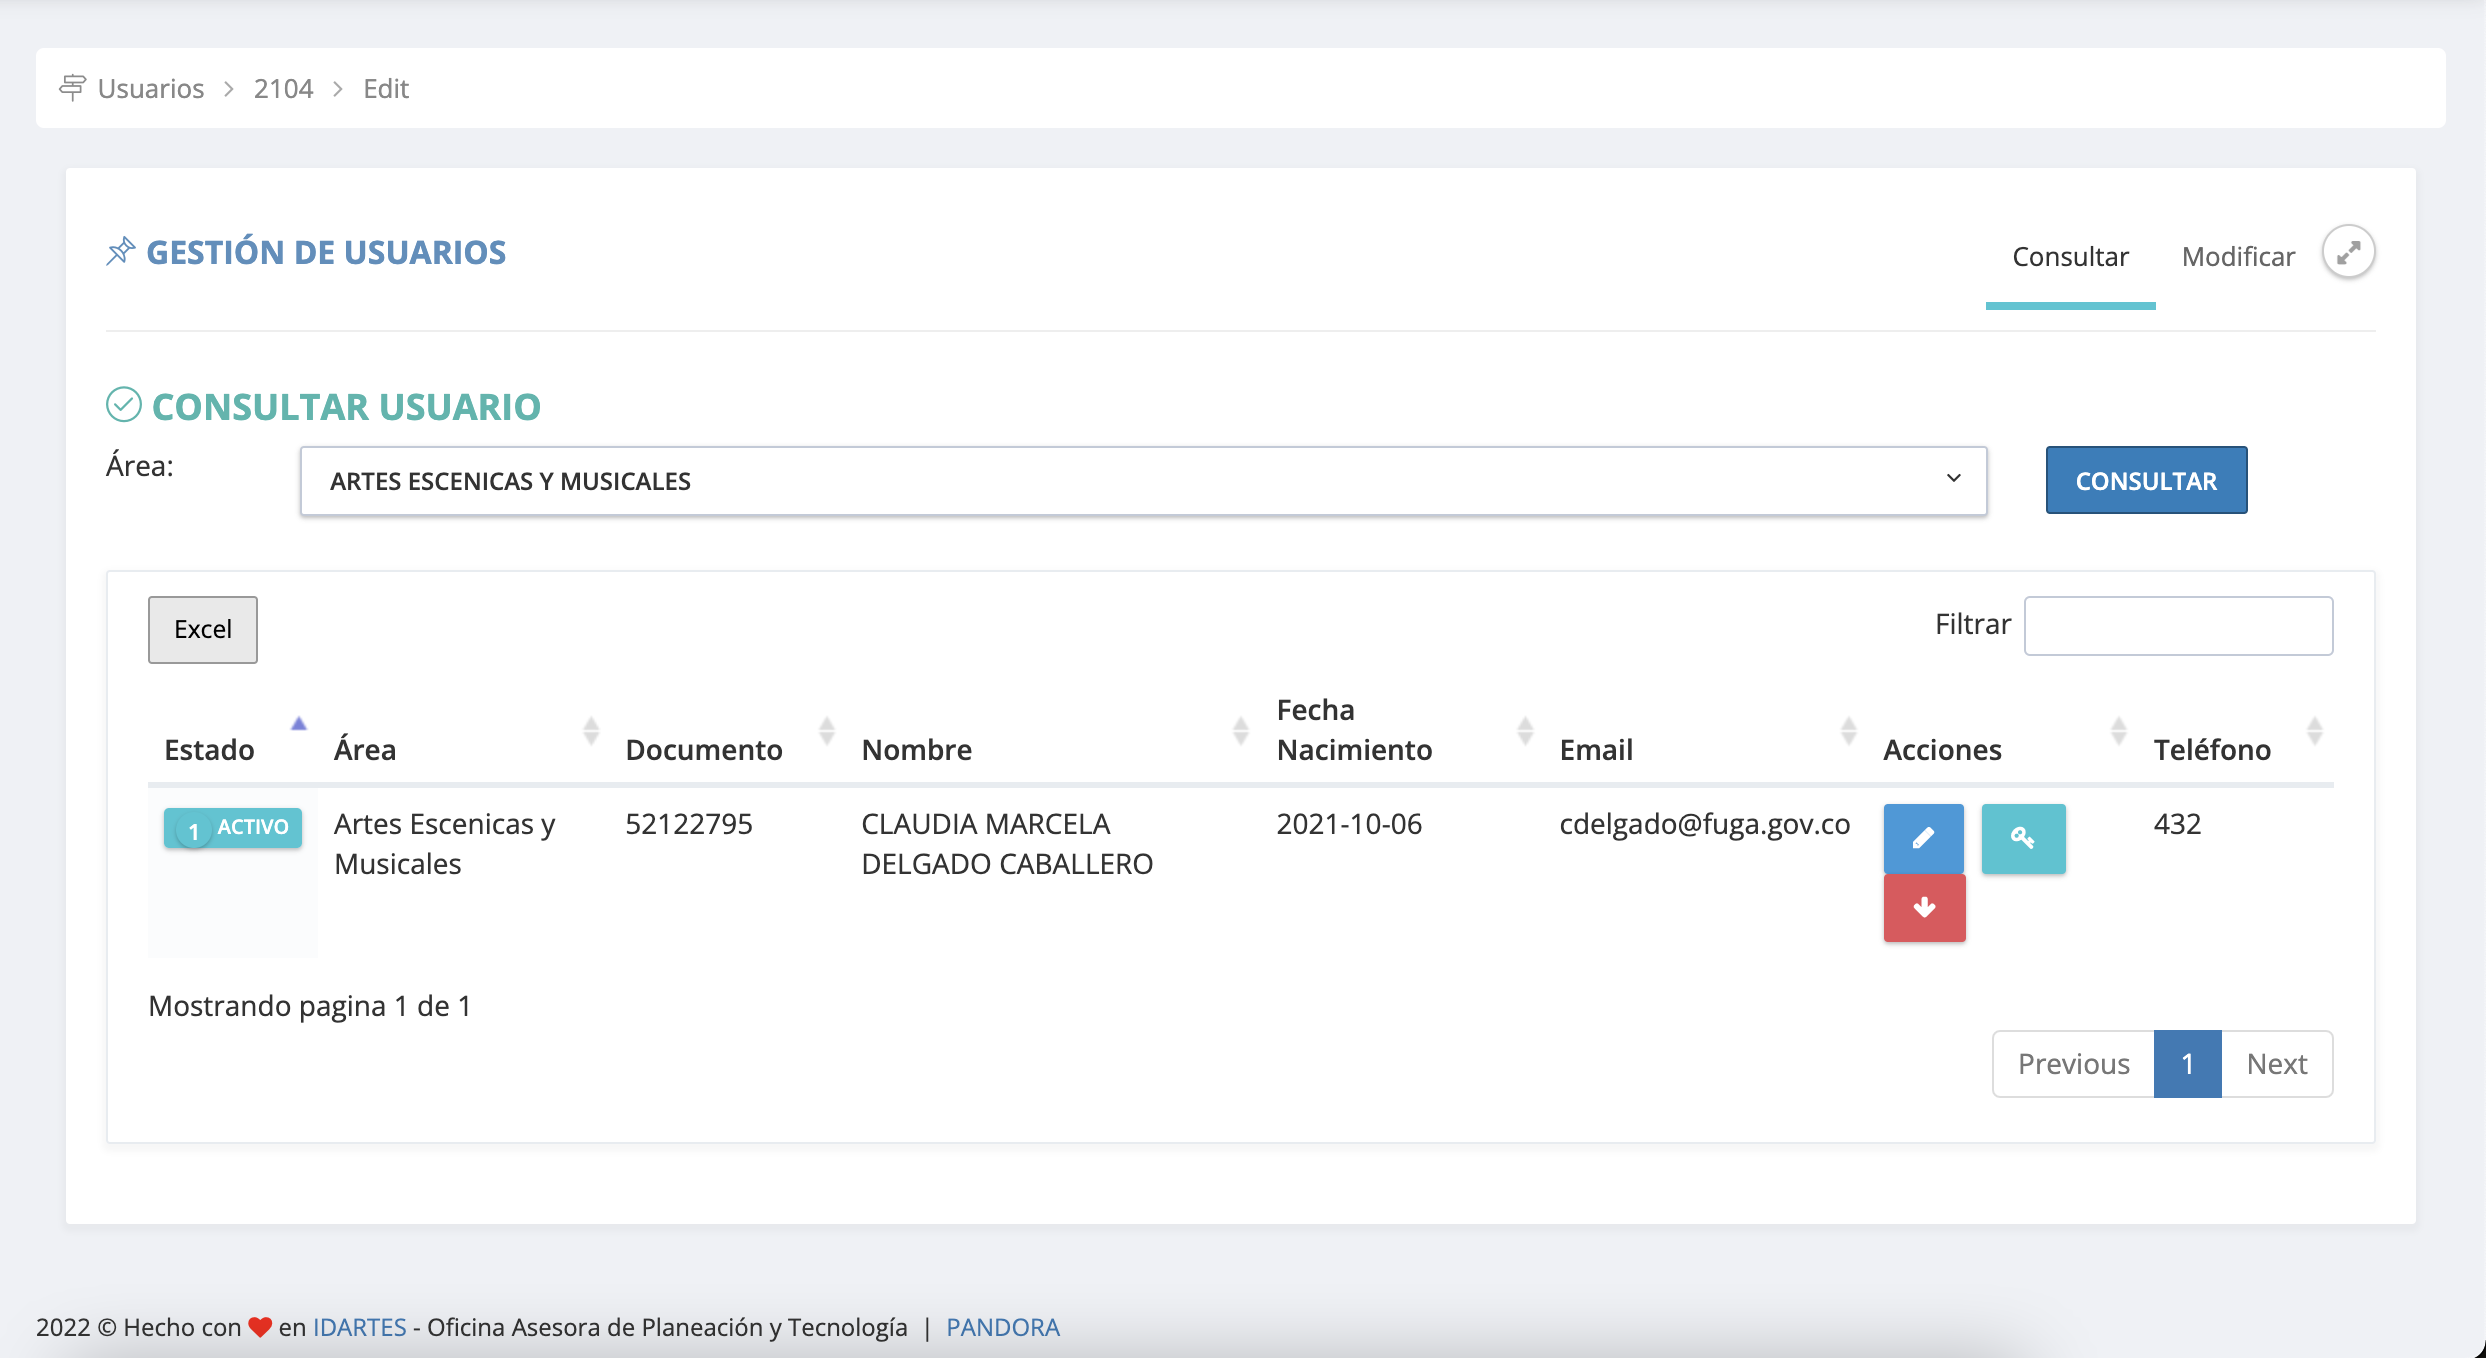 Usuarios > 2104 > Edit
GESTIÓN DE USUARIOS
Consultar Modificar
CONSULTAR USUARIO
Área: ARTES ESCENICAS Y MUSICALES CONSULTAR
Excel Filtrar
Estado Área Documento Nombre Fecha Nacimiento Email Acciones Teléfono
1 ACTIVO Artes Escenicas y Musicales 52122795 CLAUDIA MARCELA DELGADO CABALLERO 2021-10-06 cdelgado@fuga.gov.co 432
Mostrando pagina 1 de 1
Previous 1 Next
2022 © Hecho con ❤ en IDARTES - Oficina Asesora de Planeación y Tecnología | PANDORA